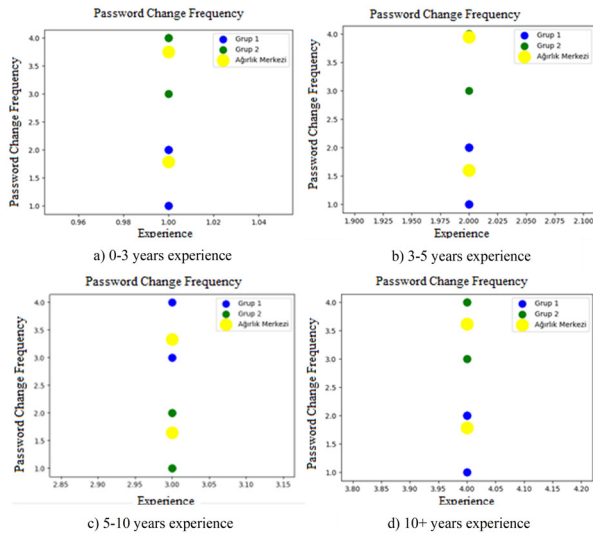 Password Change Frequency
Password Change Frequency
4.0
3.5
3.0
2.5
2.0
1.5
1.0
Grup 1
Grup 2
Ağırlık Merkezi
0.96 0.98 1.00 1.02 1.04
Experience
a) 0-3 years experience
Password Change Frequency
Password Change Frequency
4.0
3.5
3.0
2.5
2.0
1.5
1.0
Grup 1
Grup 2
Ağırlık Merkezi
1.900 1.925 1.950 1.975 2.000 2.025 2.050 2.075 2.100
Experience
b) 3-5 years experience
Password Change Frequency
Password Change Frequency
4.0
3.5
3.0
2.5
2.0
1.5
1.0
Grup 1
Grup 2
Ağırlık Merkezi
2.85 2.90 2.95 3.00 3.05 3.10 3.15
Experience
c) 5-10 years experience
Password Change Frequency
Password Change Frequency
4.0
3.5
3.0
2.5
2.0
1.5
1.0
Grup 1
Grup 2
Ağırlık Merkezi
3.80 3.85 3.90 3.95 4.00 4.05 4.10 4.15 4.20
Experience
d) 10+ years experience